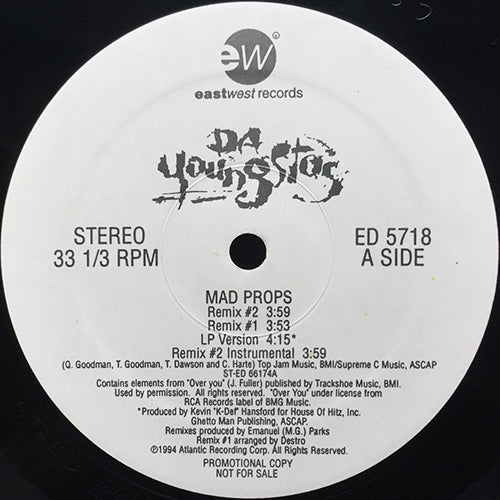 ew
eastwest records
DA
YoungSta's
STEREO
33 1/3 RPM
ED 5718
A SIDE
MAD PROPS
Remix #2 3:59
Remix #1 3:53
LP Version 4:15*
Remix #2 Instrumental 3:59
(Q. Goodman, T. Goodman, T. Dawson and C. Harte) Top Jam Music, BMI/Supreme C Music, ASCAP
ST-ED 66174A
Contains elements from "Over you" (J. Fuller) published by Trackshoe Music, BMI.
Used by permission. All rights reserved. "Over You" under license from
RCA Records label of BMG Music.
*Produced by Kevin "K-Def" Hansford for House Of Hitz, Inc.
Ghetto Man Publishing, ASCAP.
Remixes produced by Emanuel (M.G.) Parks
Remix #1 arranged by Destro
©1994 Atlantic Recording Corp. All Rights Reserved.
PROMOTIONAL COPY
NOT FOR SALE